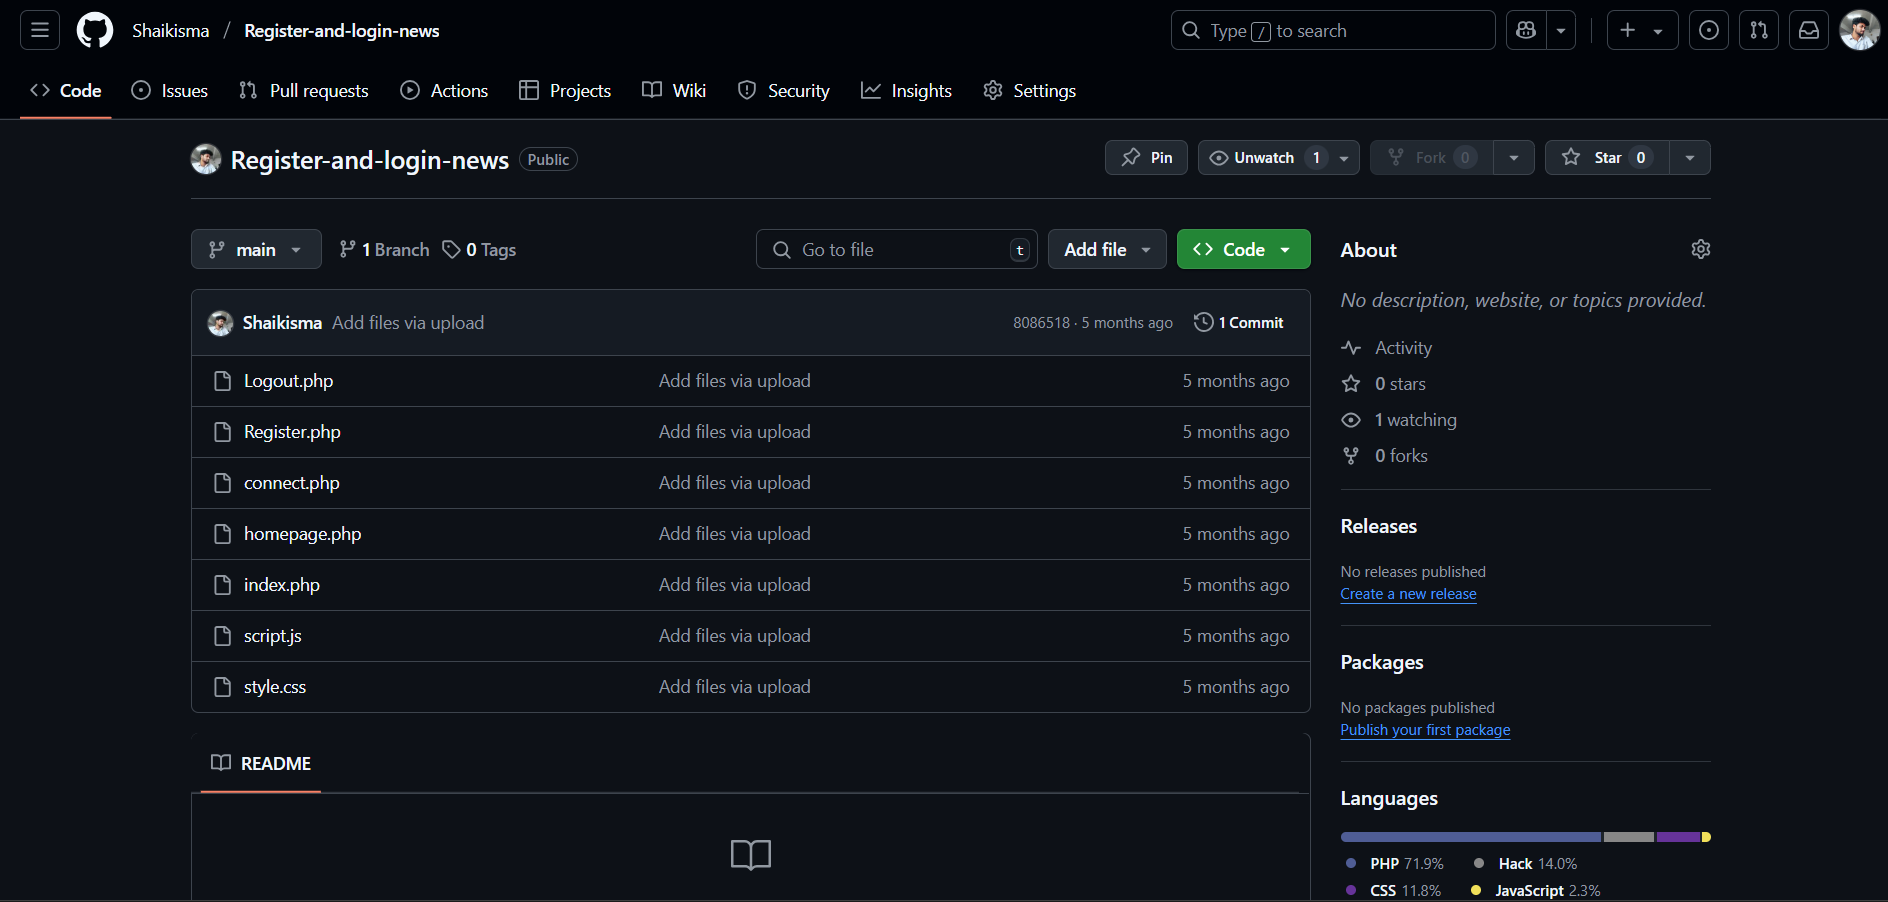 Shaikisma / Register-and-login-news
Type / to search
Code Issues Pull requests Actions Projects Wiki Security Insights Settings
Register-and-login-news Public
Pin Unwatch 1 Fork 0 Star 0
main 1 Branch 0 Tags
Go to file t Add file Code
Shaikisma Add files via upload 8086518 · 5 months ago 1 Commit
Logout.php Add files via upload 5 months ago
Register.php Add files via upload 5 months ago
connect.php Add files via upload 5 months ago
homepage.php Add files via upload 5 months ago
index.php Add files via upload 5 months ago
script.js Add files via upload 5 months ago
style.css Add files via upload 5 months ago
README
About
No description, website, or topics provided.
Activity
0 stars
1 watching
0 forks
Releases
No releases published
Create a new release
Packages
No packages published
Publish your first package
Languages
PHP 71.9% Hack 14.0%
CSS 11.8% JavaScript 2.3%